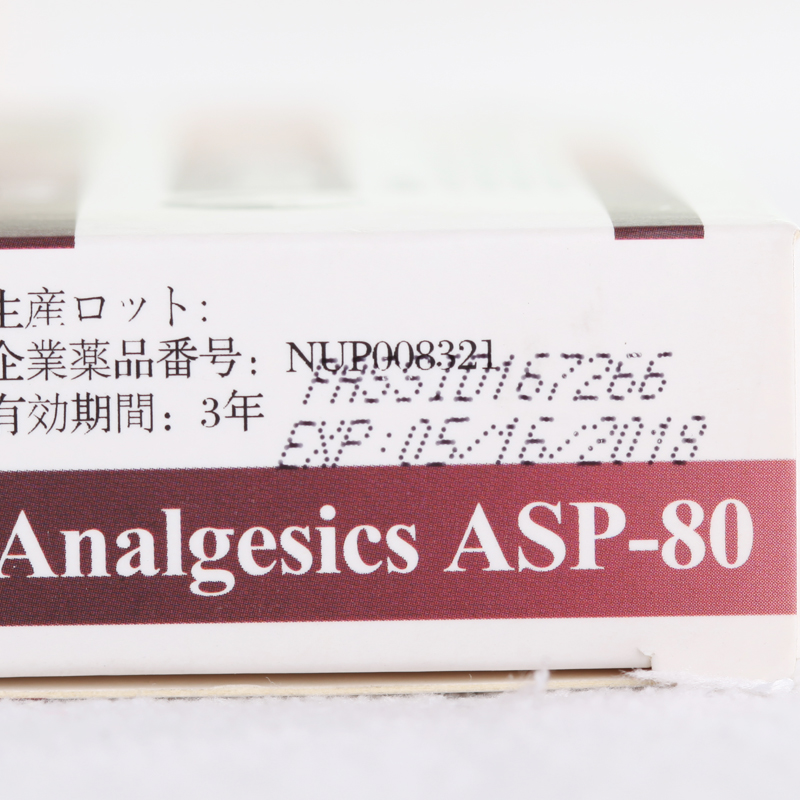 生産ロット:
企業薬品番号: NUP008321
有効期間: 3年
EXP:05/16/2018
Analgesics ASP-80